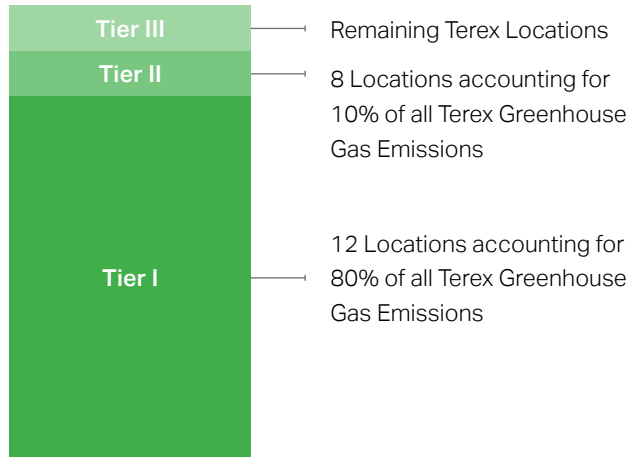 Tier III
Remaining Terex Locations
Tier II
8 Locations accounting for
10% of all Terex Greenhouse
Gas Emissions
Tier I
12 Locations accounting for
80% of all Terex Greenhouse
Gas Emissions